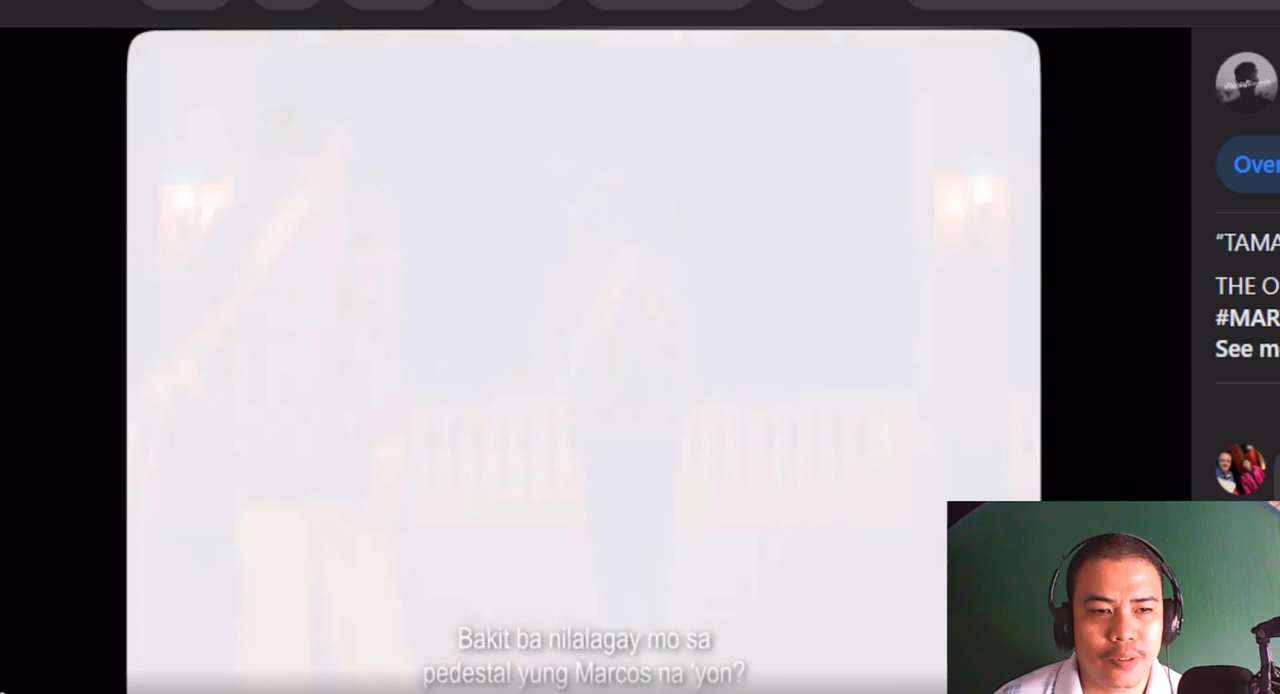 Over
“TAMA
THE O
#MAR
See m
Bakit ba nilalagay mo sa
pedestal yung Marcos na 'yon?